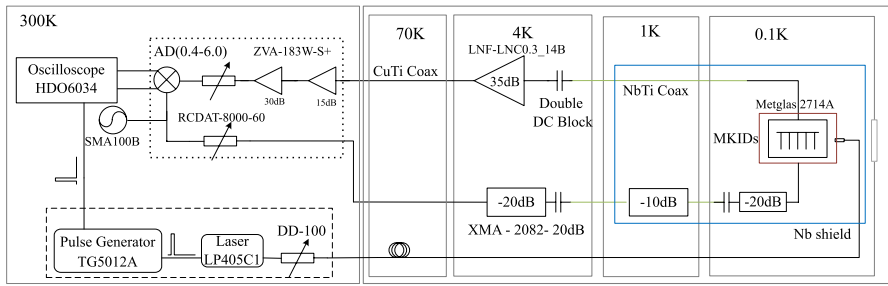 300K
70K
4K
1K
0.1K
AD(0.4-6.0)
ZVA-183W-S+
LNF-LNC0.3_14B
Oscilloscope
HDO6034
30dB
15dB
CuTi Coax
35dB
Double
DC Block
NbTi Coax
Metglas 2714A
MKIDs
SMA100B
RCDAT-8000-60
-20dB
XMA - 2082- 20dB
-10dB
-20dB
Nb shield
Pulse Generator
TG5012A
Laser
LP405C1
DD-100